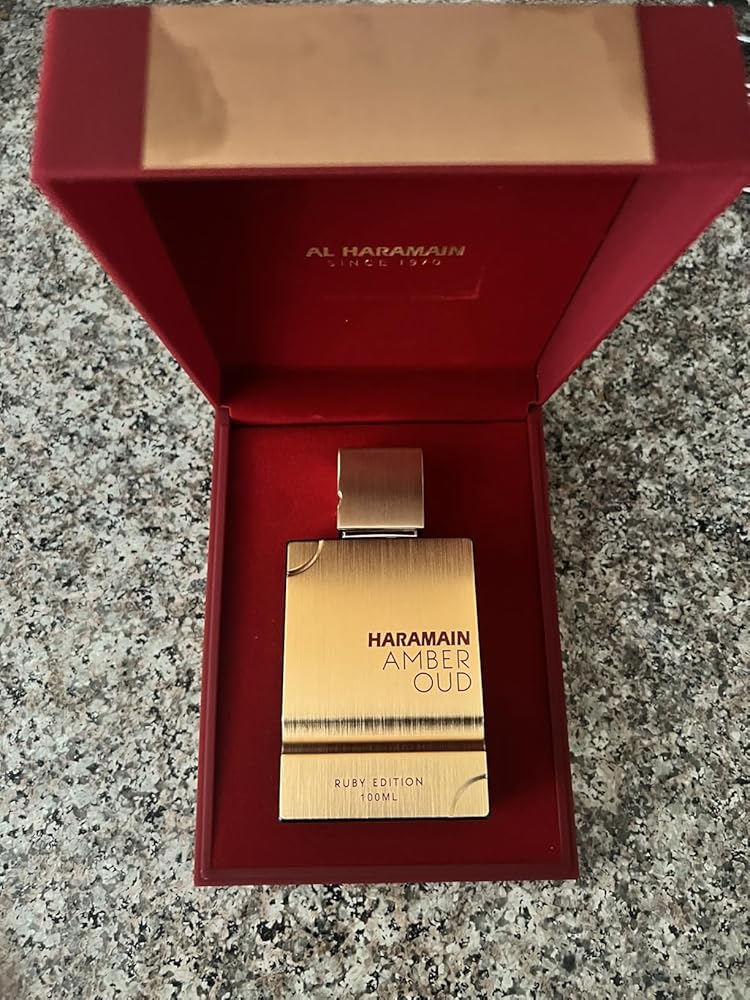 AL HARAMAIN
SINCE 1970
HARAMAIN
AMBER
OUD
RUBY EDITION
100ML